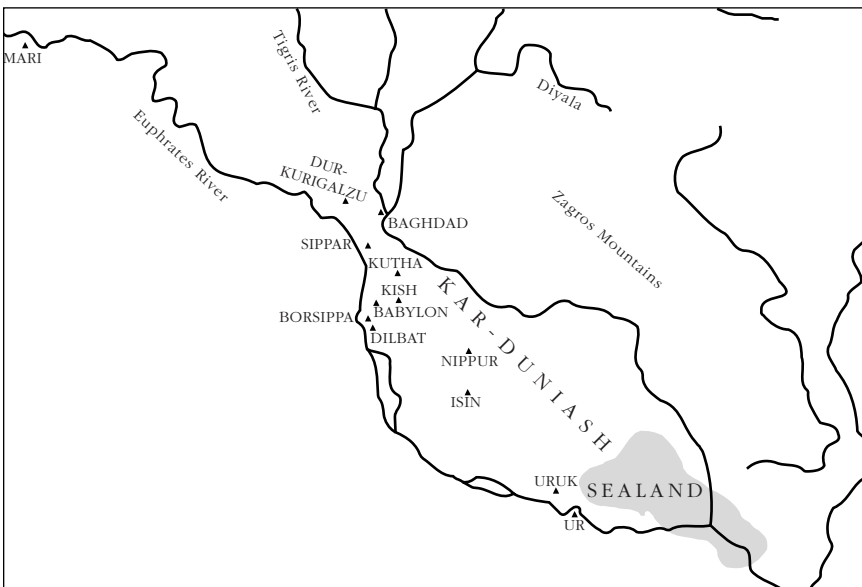 MARI
Tigris River
Diyala
Euphrates River
DUR-
KURIGALZU
BAGHDAD
Zagros Mountains
SIPPAR
KUTHA
KISH
BABYLON
BORSIPPA
DILBAT
KAR-DUNIASH
NIPPUR
ISIN
URUK
SEALAND
UR